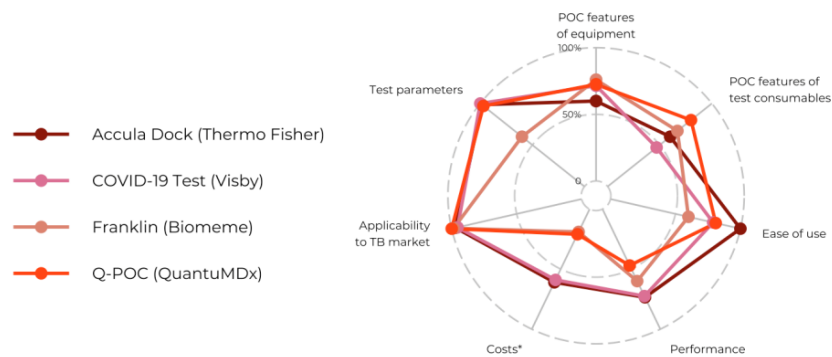 POC features
of equipment
100%
Test parameters
POC features of
test consumables
Accula Dock (Thermo Fisher)
50%
COVID-19 Test (Visby)
0
Franklin (Biomeme)
Applicability
to TB market
Ease of use
Q-POC (QuantuMDx)
Costs*
Performance